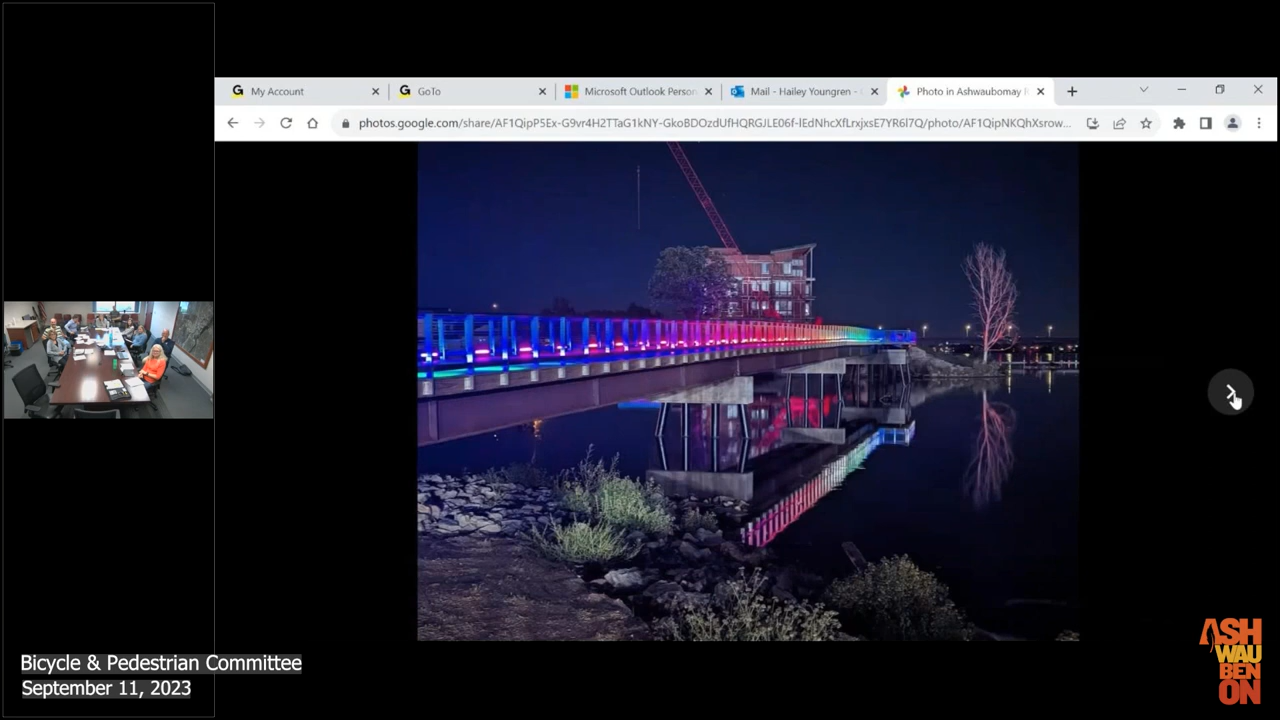 My Account
GoTo
Microsoft Outlook Person
Mail - Hailey Youngren -
Photo in Ashwaubomay
photos.google.com/share/AF1QipP5Ex-G9vr4H2TTaG1kNY-GkoBDOzdUfHQRGJLE06f-lEdNhcXfLrxjxsE7YR6l7Q/photo/AF1QipNKQhXsrow...
Bicycle & Pedestrian Committee
September 11, 2023
ASH
WAU
BEN
ON